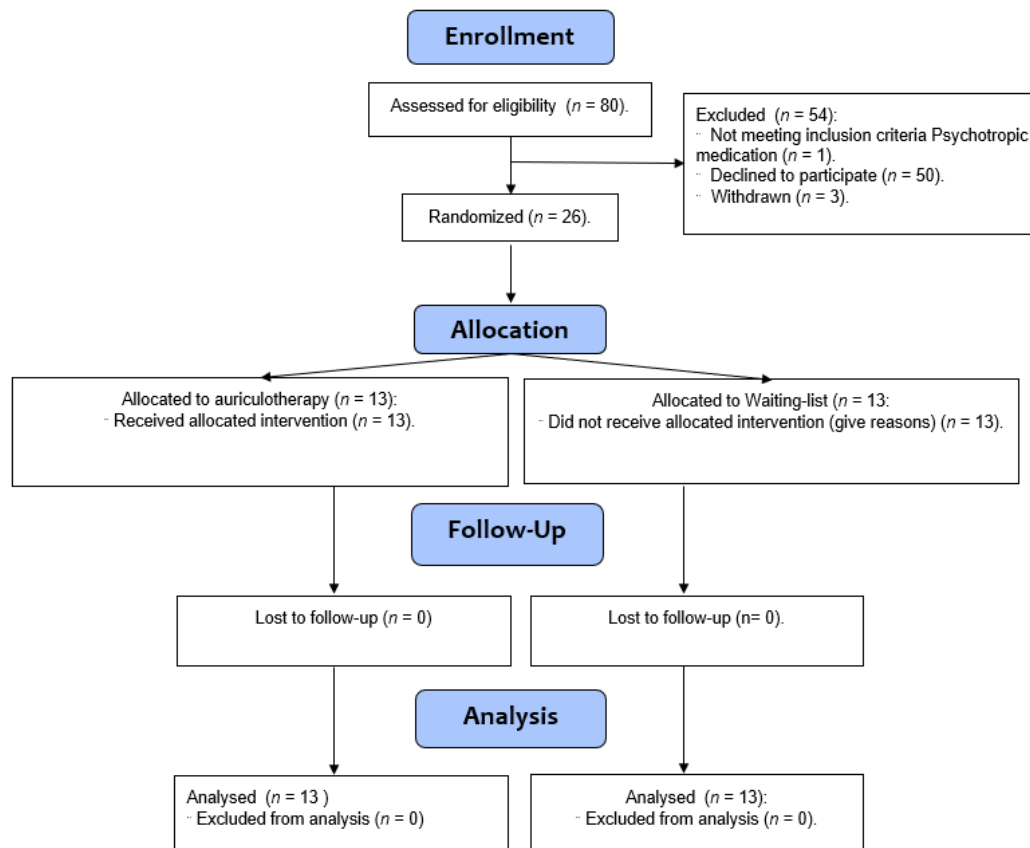 Enrollment
Assessed for eligibility (n = 80).
Excluded (n = 54):
¨ Not meeting inclusion criteria Psychotropic
medication (n = 1).
¨ Declined to participate (n = 50).
¨ Withdrawn (n = 3).
Randomized (n = 26).
Allocation
Allocated to auriculotherapy (n = 13):
¨ Received allocated intervention (n = 13).
Allocated to Waiting-list (n = 13:
¨ Did not receive allocated intervention (give reasons) (n = 13).
Follow-Up
Lost to follow-up (n = 0)
Lost to follow-up (n= 0).
Analysis
Analysed (n = 13 )
¨ Excluded from analysis (n = 0)
Analysed (n = 13):
¨ Excluded from analysis (n = 0).